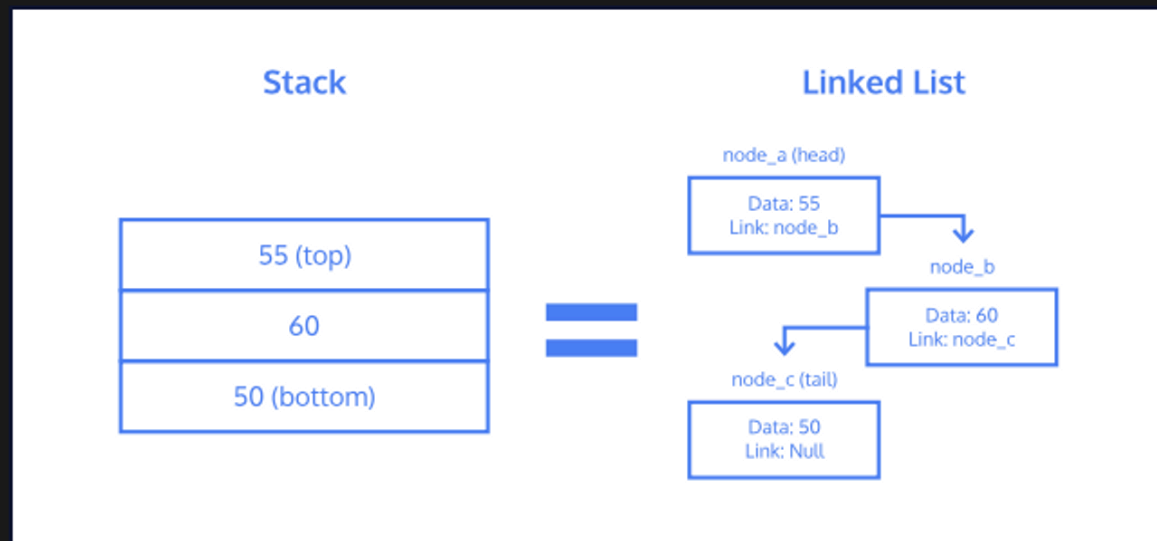 Stack
55 (top)
60
50 (bottom)
Linked List
node_a (head)
Data: 55
Link: node_b
node_b
Data: 60
Link: node_c
node_c (tail)
Data: 50
Link: Null